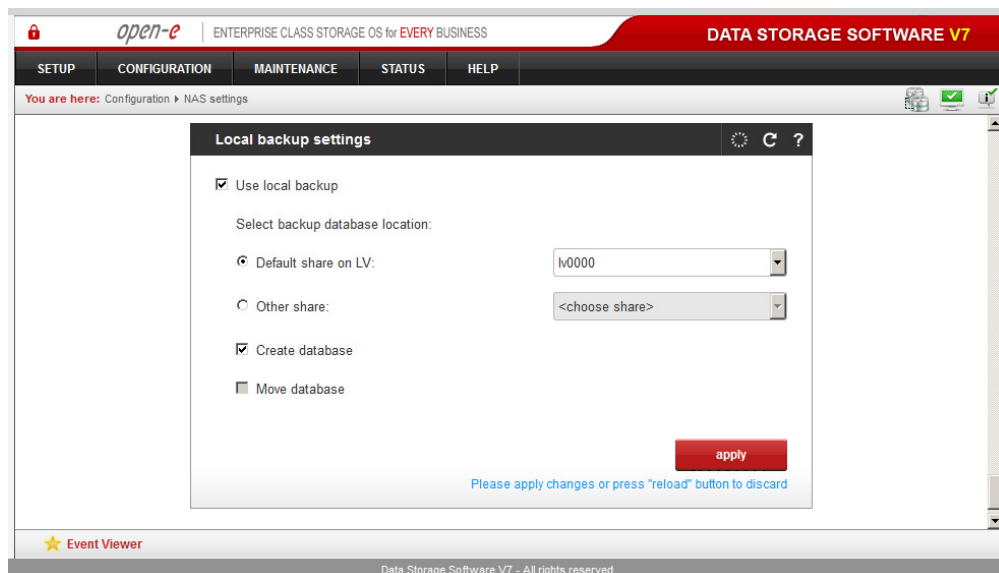 open-e ENTERPRISE CLASS STORAGE OS for EVERY BUSINESS DATA STORAGE SOFTWARE V7
SETUP CONFIGURATION MAINTENANCE STATUS HELP
You are here: Configuration ▸ NAS settings
Local backup settings ?
Use local backup
Select backup database location:
Default share on LV: lv0000
Other share: <choose share>
Create database
Move database
apply
Please apply changes or press "reload" button to discard
Event Viewer
Data Storage Software V7 - All rights reserved